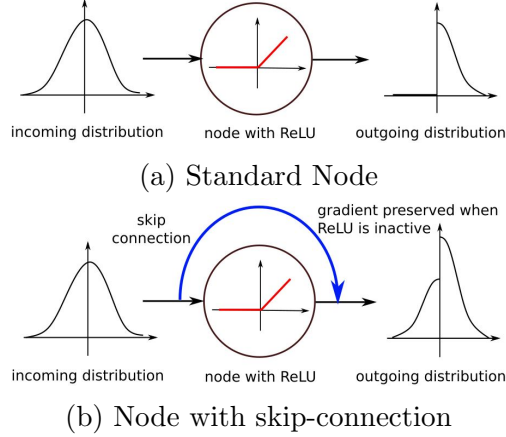 incoming distribution
node with ReLU
outgoing distribution
(a) Standard Node
skip
connection
gradient preserved when
ReLU is inactive
incoming distribution
node with ReLU
outgoing distribution
(b) Node with skip-connection